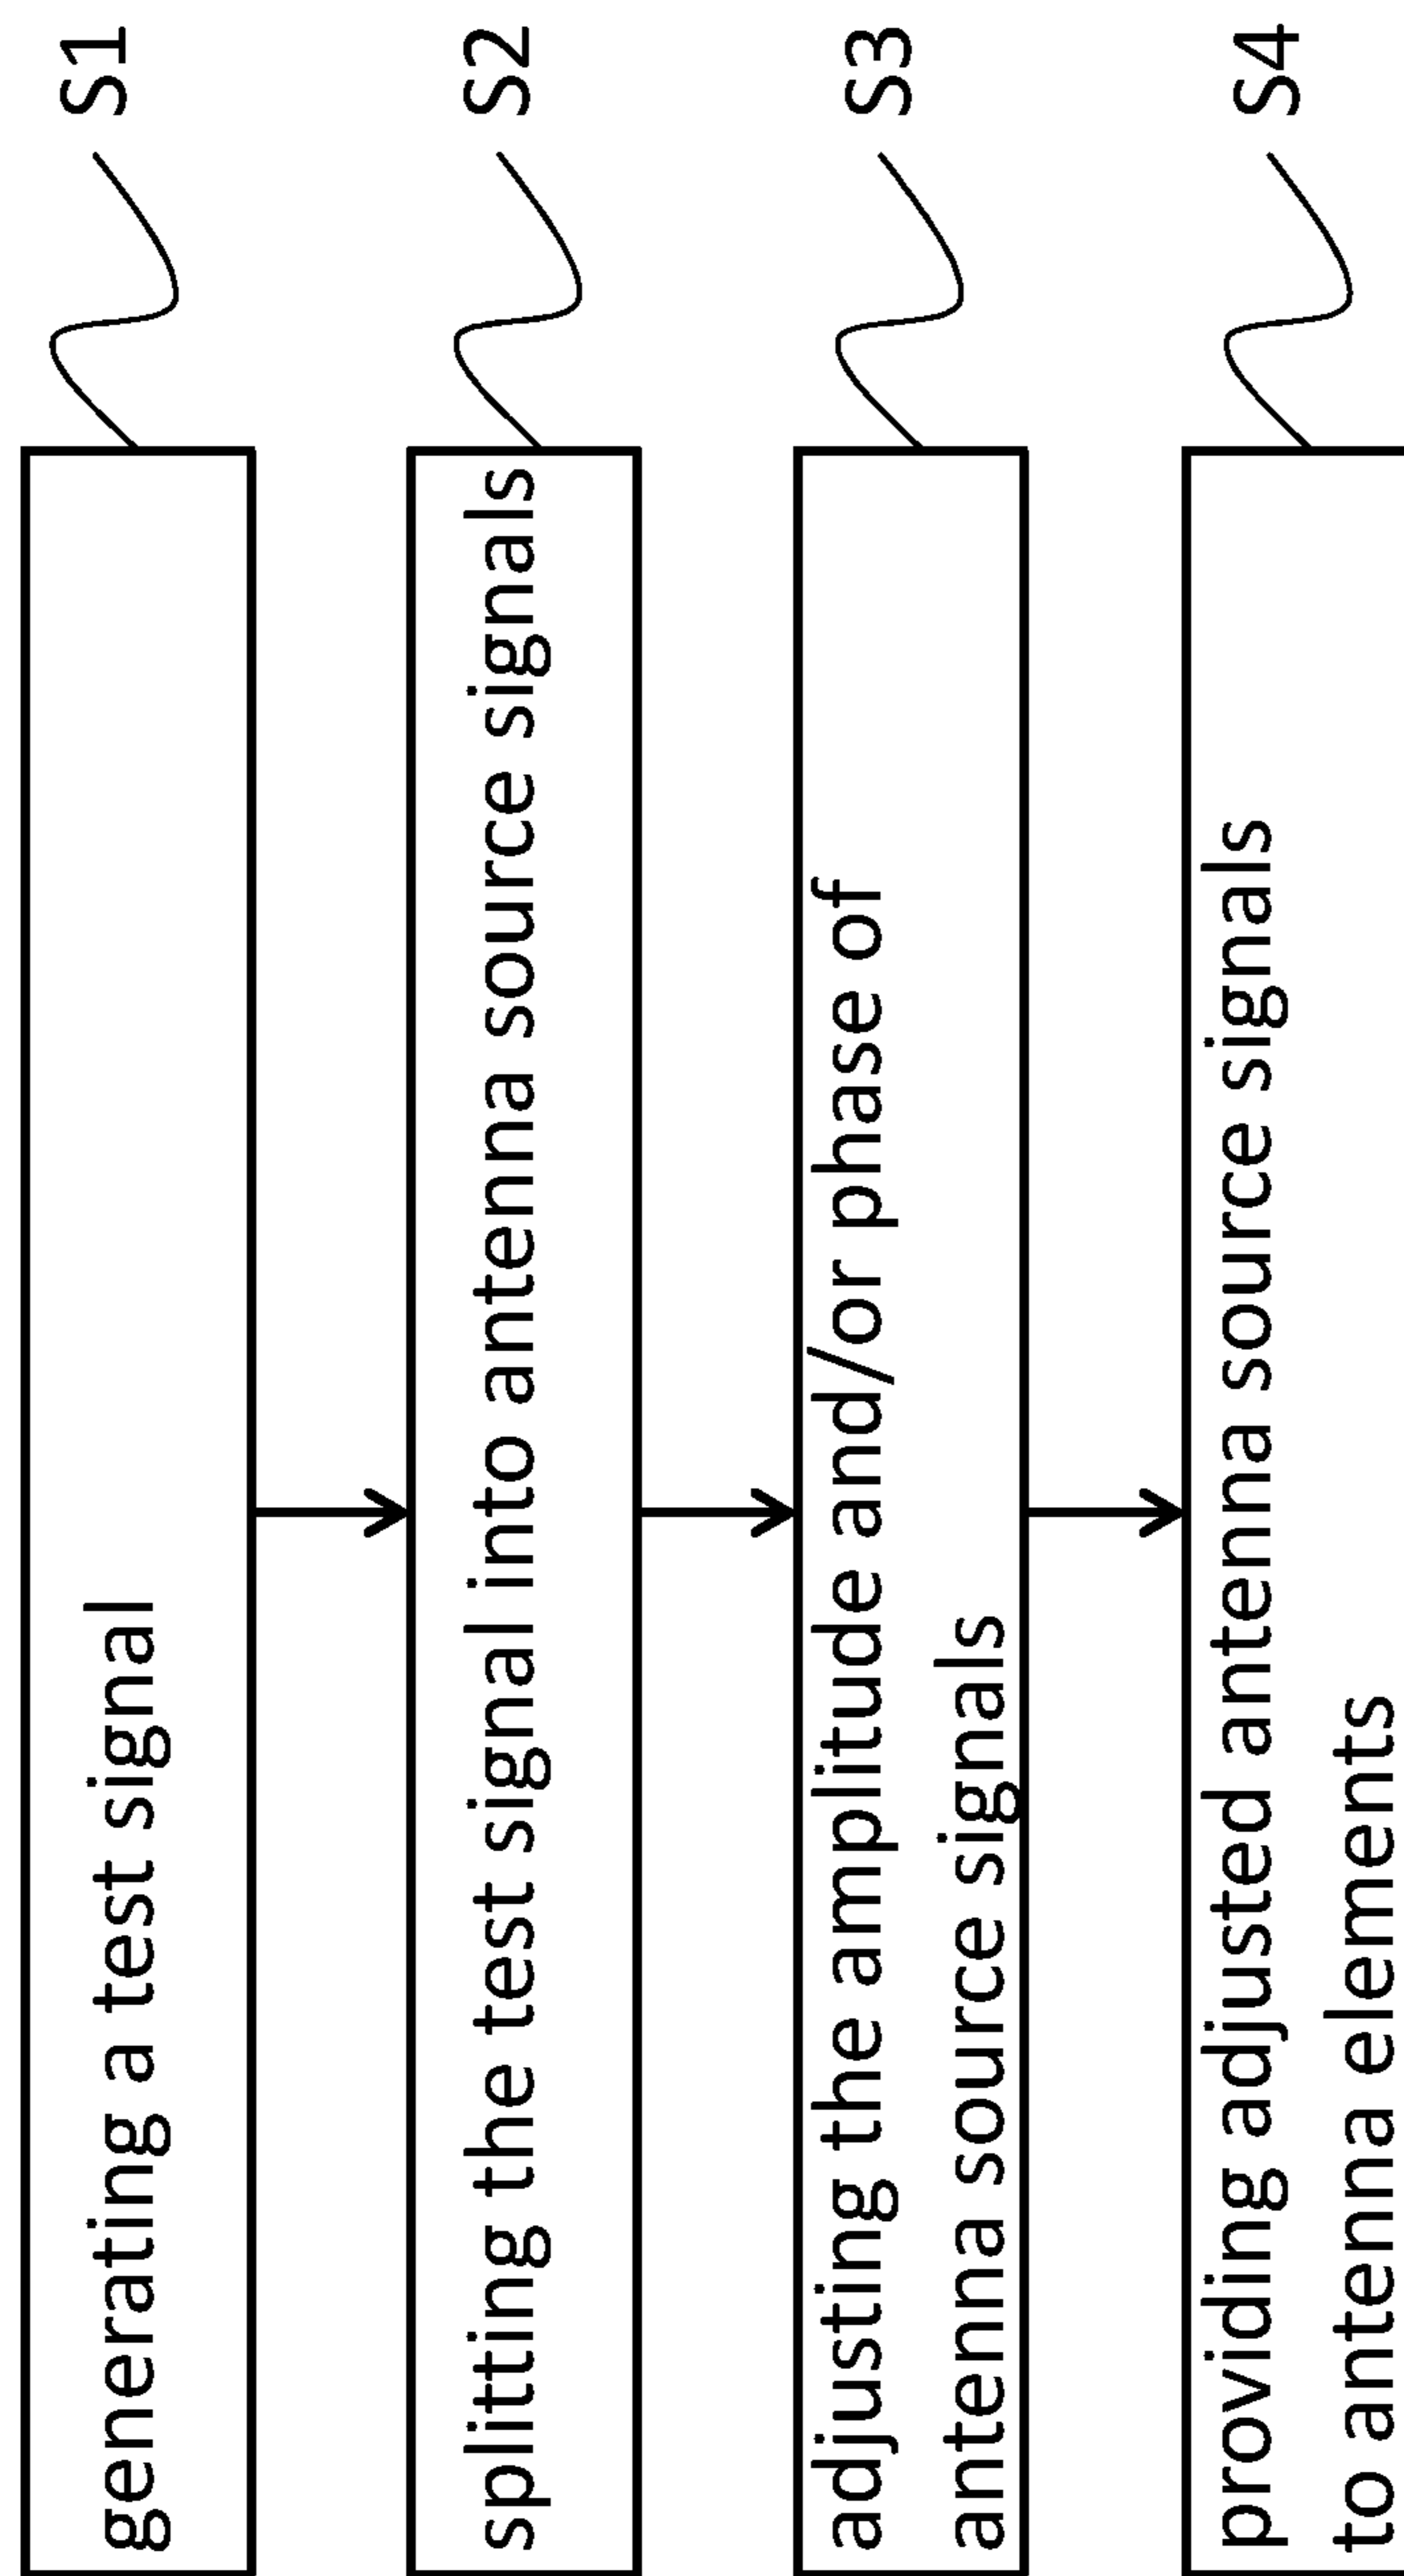 generating a test signal
S1
splitting the test signal into antenna source signals
S2
adjusting the amplitude and/or phase of
antenna source signals
S3
providing adjusted antenna source signals
to antenna elements
S4